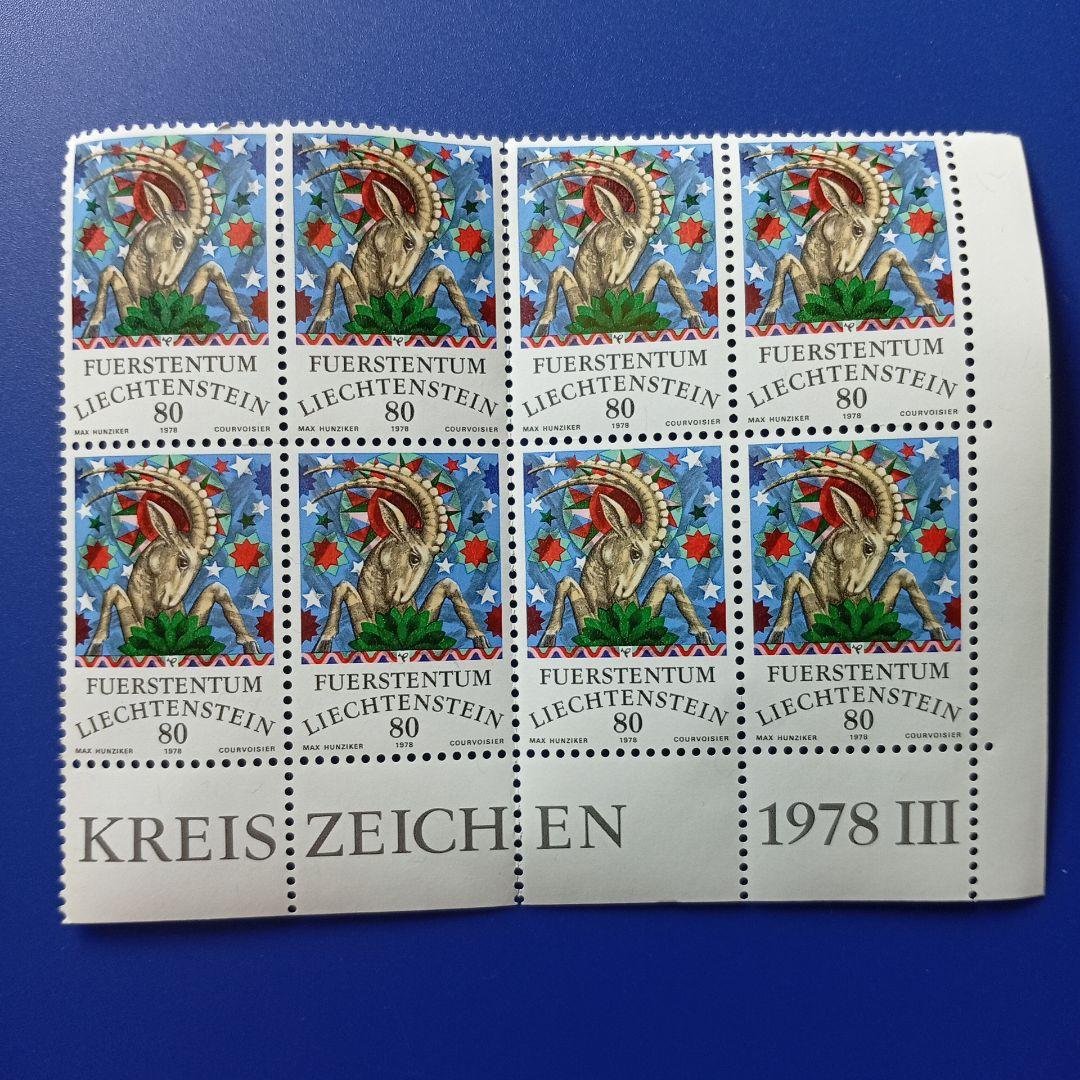 FUERSTENTUM FUERSTENTUM FUERSTENTUM FUERSTENTUM
LIECHTENSTEIN LIECHTENSTEIN LIECHTENSTEIN LIECHTENSTEIN
80 80 80 80
MAX HUNZIKER 1978 COURVOISIER MAX HUNZIKER 1978 COURVOISIER MAX HUNZIKER 1978 COURVOISIER MAX HUNZIKER 1978 COURVOISIER
FUERSTENTUM FUERSTENTUM FUERSTENTUM FUERSTENTUM
LIECHTENSTEIN LIECHTENSTEIN LIECHTENSTEIN LIECHTENSTEIN
80 80 80 80
MAX HUNZIKER 1978 COURVOISIER MAX HUNZIKER 1978 COURVOISIER MAX HUNZIKER 1978 COURVOISIER MAX HUNZIKER 1978 COURVOISIER
KREIS ZEICHEN 1978 III